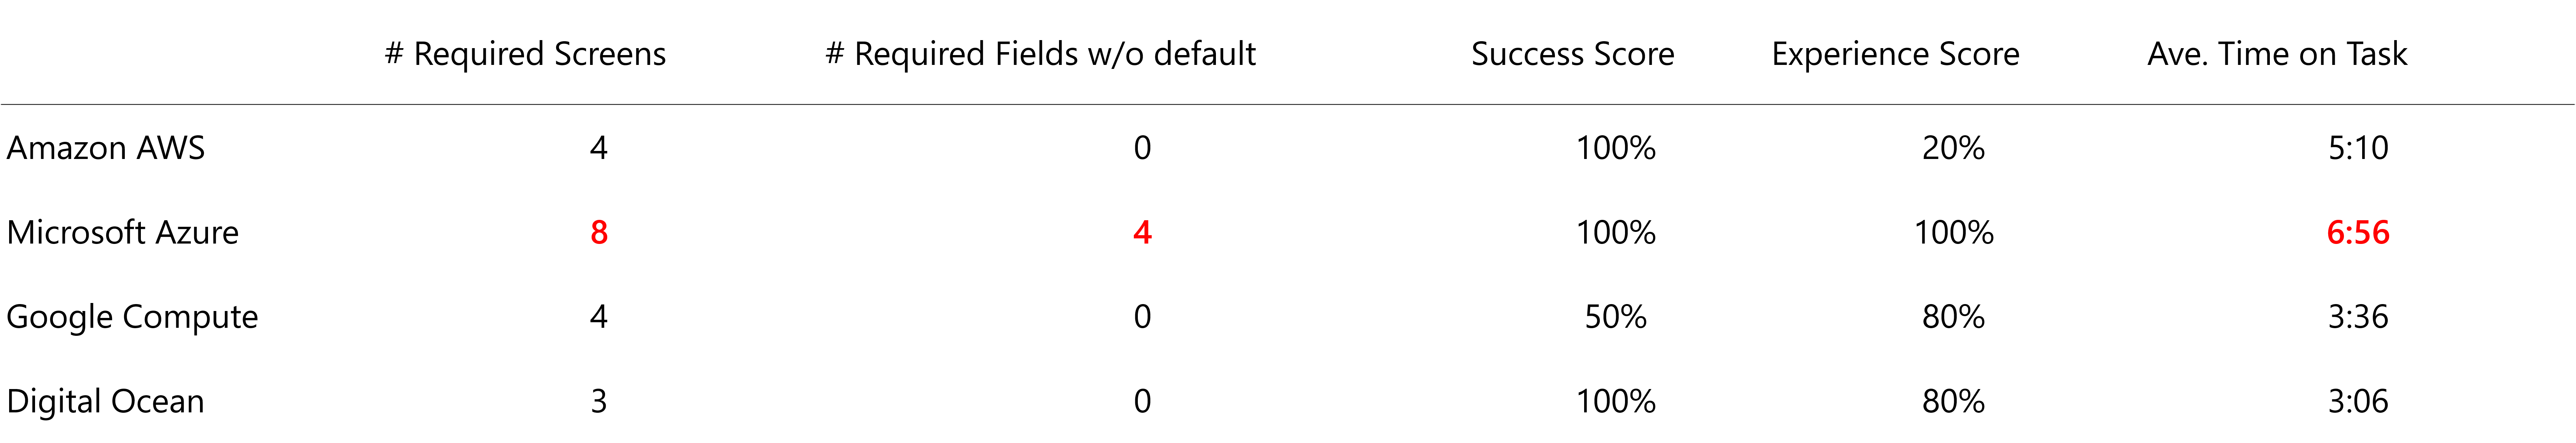 # Required Screens # Required Fields w/o default Success Score Experience Score Ave. Time on Task
Amazon AWS 4 0 100% 20% 5:10
Microsoft Azure 8 4 100% 100% 6:56
Google Compute 4 0 50% 80% 3:36
Digital Ocean 3 0 100% 80% 3:06